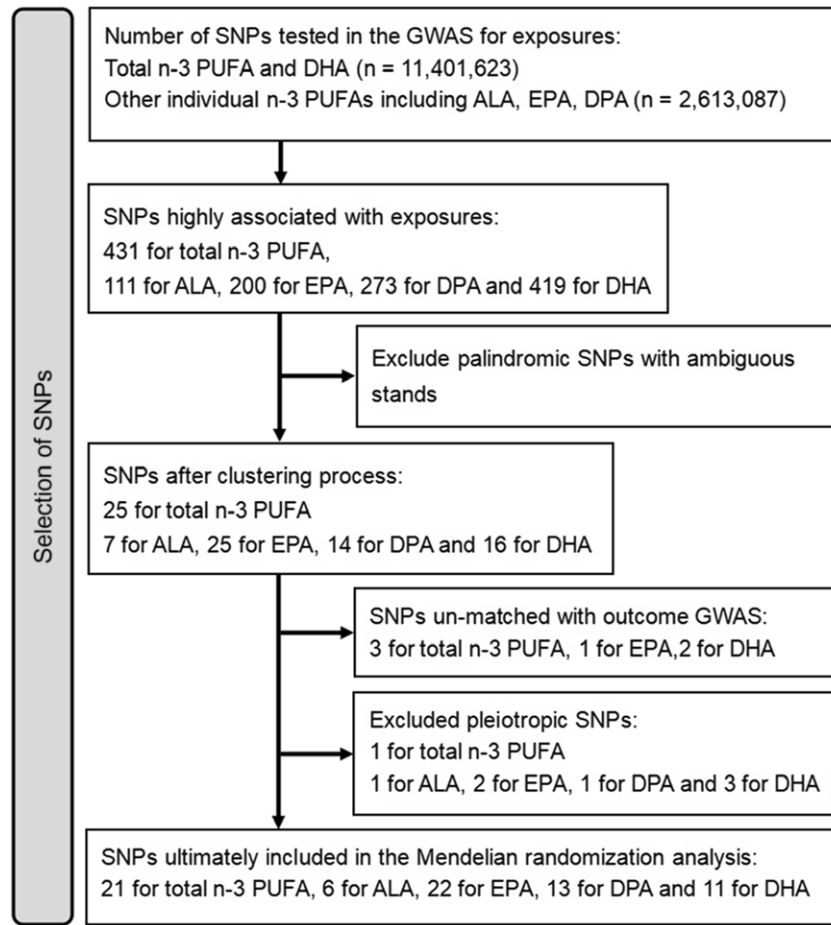 Selection of SNPs
Number of SNPs tested in the GWAS for exposures:
Total n-3 PUFA and DHA (n = 11,401,623)
Other individual n-3 PUFAs including ALA, EPA, DPA (n = 2,613,087)
SNPs highly associated with exposures:
431 for total n-3 PUFA,
111 for ALA, 200 for EPA, 273 for DPA and 419 for DHA
Exclude palindromic SNPs with ambiguous
stands
SNPs after clustering process:
25 for total n-3 PUFA
7 for ALA, 25 for EPA, 14 for DPA and 16 for DHA
SNPs un-matched with outcome GWAS:
3 for total n-3 PUFA, 1 for EPA,2 for DHA
Excluded pleiotropic SNPs:
1 for total n-3 PUFA
1 for ALA, 2 for EPA, 1 for DPA and 3 for DHA
SNPs ultimately included in the Mendelian randomization analysis:
21 for total n-3 PUFA, 6 for ALA, 22 for EPA, 13 for DPA and 11 for DHA